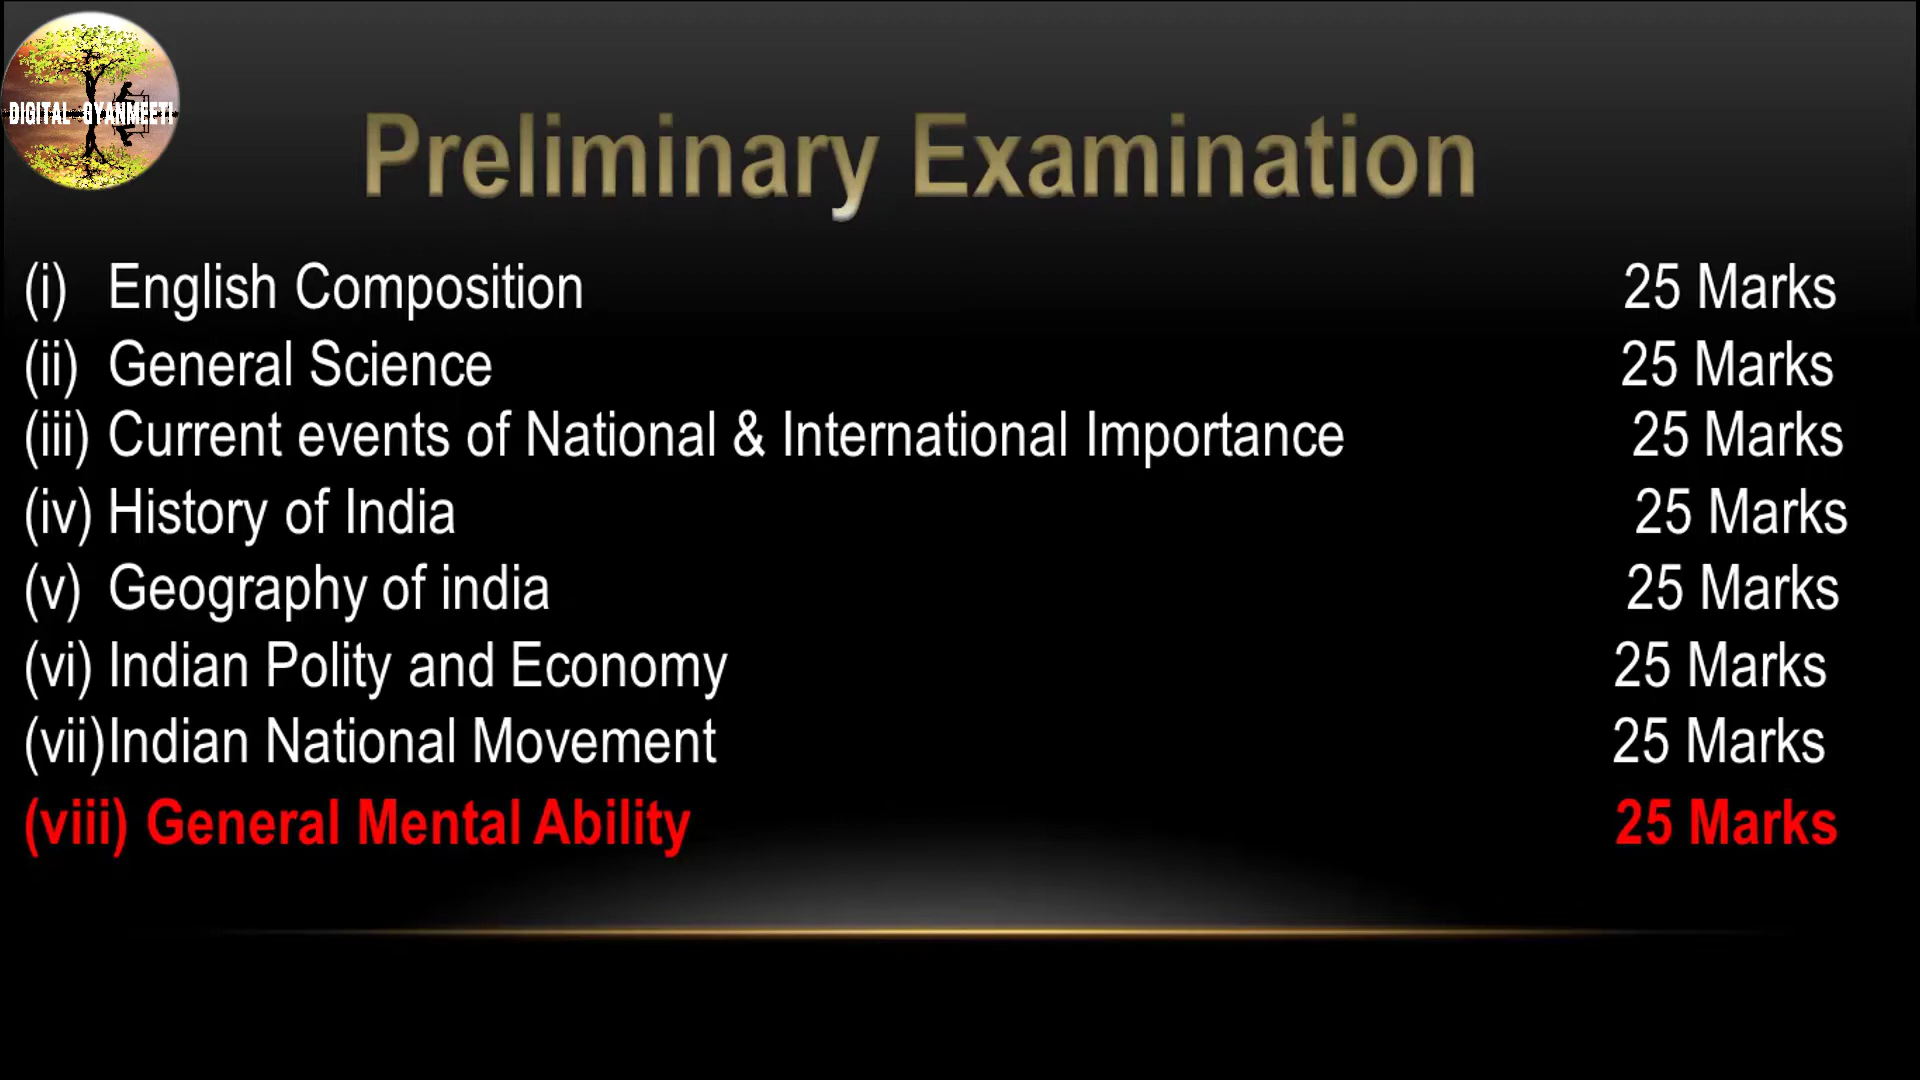 DIGITAL GYANMEETI
Preliminary Examination
(i) English Composition 25 Marks
(ii) General Science 25 Marks
(iii) Current events of National & International Importance 25 Marks
(iv) History of India 25 Marks
(v) Geography of india 25 Marks
(vi) Indian Polity and Economy 25 Marks
(vii)Indian National Movement 25 Marks
(viii) General Mental Ability 25 Marks